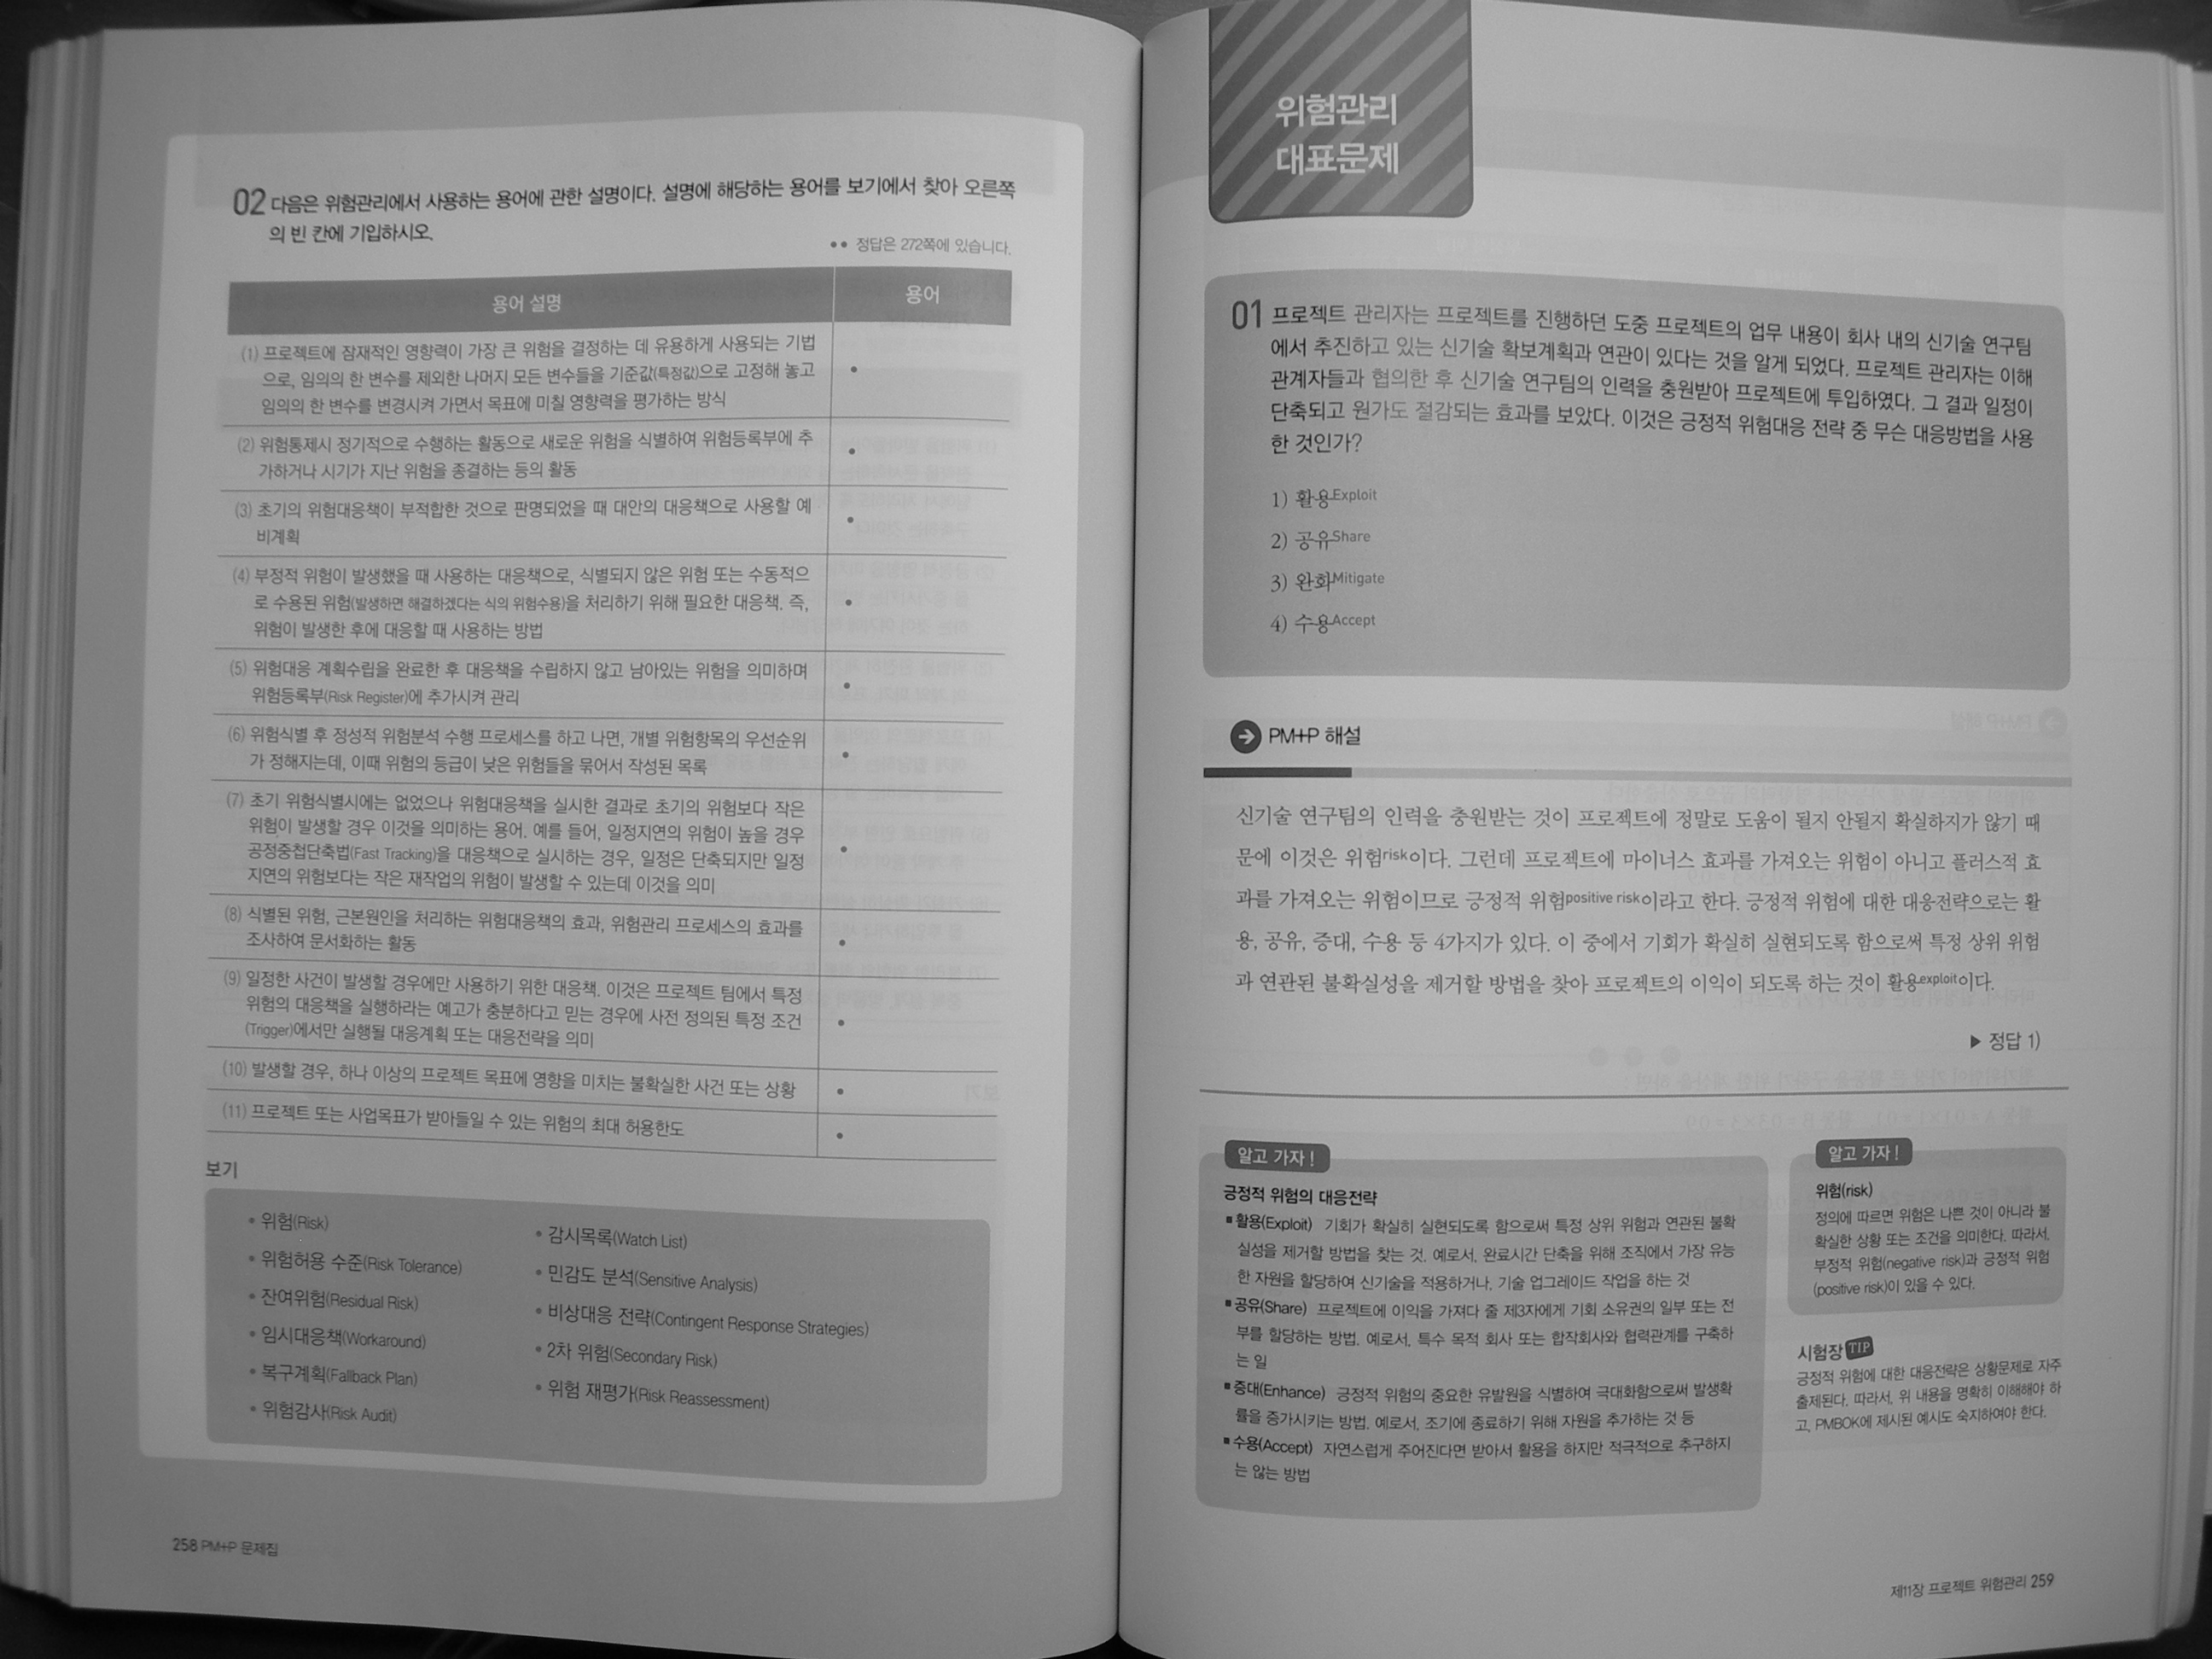 02 다음은 위험관리에서 사용하는 용어에 관한 설명이다. 설명에 해당하는 용어를 보기에서 찾아 오른쪽
의 빈 칸에 기입하시오.
●● 정답은 272쪽에 있습니다.
용어 설명 용어
(1) 프로젝트에 잠재적인 영향력이 가장 큰 위험을 결정하는 데 유용하게 사용되는 기법
으로, 임의의 한 변수를 제외한 나머지 모든 변수들을 기준값(특정값)으로 고정해 놓고
임의의 한 변수를 변경시켜 가면서 목표에 미칠 영향력을 평가하는 방식
(2) 위험통제시 정기적으로 수행하는 활동으로 새로운 위험을 식별하여 위험등록부에 추
가하거나 시기가 지난 위험을 종결하는 등의 활동
(3) 초기의 위험대응책이 부적합한 것으로 판명되었을 때 대안의 대응책으로 사용할 예
비계획
(4) 부정적 위험이 발생했을 때 사용하는 대응책으로, 식별되지 않은 위험 또는 수동적으
로 수용된 위험(발생하면 해결하겠다는 식의 위험수용)을 처리하기 위해 필요한 대응책. 즉,
위험이 발생한 후에 대응할 때 사용하는 방법
(5) 위험대응 계획수립을 완료한 후 대응책을 수립하지 않고 남아있는 위험을 의미하며
위험등록부(Risk Register)에 추가시켜 관리
(6) 위험식별 후 정성적 위험분석 수행 프로세스를 하고 나면, 개별 위험항목의 우선순위
가 정해지는데, 이때 위험의 등급이 낮은 위험들을 묶어서 작성된 목록
(7) 초기 위험식별시에는 없었으나 위험대응책을 실시한 결과로 초기의 위험보다 작은
위험이 발생할 경우 이것을 의미하는 용어. 예를 들어, 일정지연의 위험이 높을 경우
공정중첩단축법(Fast Tracking)을 대응책으로 실시하는 경우, 일정은 단축되지만 일정
지연의 위험보다는 작은 재작업의 위험이 발생할 수 있는데 이것을 의미
(8) 식별된 위험, 근본원인을 처리하는 위험대응책의 효과, 위험관리 프로세스의 효과를
조사하여 문서화하는 활동
(9) 일정한 사건이 발생할 경우에만 사용하기 위한 대응책. 이것은 프로젝트 팀에서 특정
위험의 대응책을 실행하라는 예고가 충분하다고 믿는 경우에 사전 정의된 특정 조건
(Trigger)에서만 실행될 대응계획 또는 대응전략을 의미
(10) 발생할 경우, 하나 이상의 프로젝트 목표에 영향을 미치는 불확실한 사건 또는 상황
(11) 프로젝트 또는 사업목표가 받아들일 수 있는 위험의 최대 허용한도
보기
• 위험(Risk)
• 위험허용 수준(Risk Tolerance)
• 잔여위험(Residual Risk)
• 임시대응책(Workaround)
• 복구계획(Fallback Plan)
• 위험감사(Risk Audit)
• 감시목록(Watch List)
• 민감도 분석(Sensitive Analysis)
• 비상대응 전략(Contingent Response Strategies)
• 2차 위험(Secondary Risk)
• 위험 재평가(Risk Reassessment)
258 PM+P 문제집
위험관리
대표문제
01 프로젝트 관리자는 프로젝트를 진행하던 도중 프로젝트의 업무 내용이 회사 내의 신기술 연구팀
에서 추진하고 있는 신기술 확보계획과 연관이 있다는 것을 알게 되었다. 프로젝트 관리자는 이해
관계자들과 협의한 후 신기술 연구팀의 인력을 충원받아 프로젝트에 투입하였다. 그 결과 일정이
단축되고 원가도 절감되는 효과를 보았다. 이것은 긍정적 위험대응 전략 중 무슨 대응방법을 사용
한 것인가?
1) 활용Exploit
2) 공유Share
3) 완화Mitigate
4) 수용Accept
PM+P 해설
신기술 연구팀의 인력을 충원받는 것이 프로젝트에 정말로 도움이 될지 안될지 확실하지가 않기 때
문에 이것은 위험risk이다. 그런데 프로젝트에 마이너스 효과를 가져오는 위험이 아니고 플러스적 효
과를 가져오는 위험이므로 긍정적 위험positive risk이라고 한다. 긍정적 위험에 대한 대응전략으로는 활
용, 공유, 증대, 수용 등 4가지가 있다. 이 중에서 기회가 확실히 실현되도록 함으로써 특정 상위 위험
과 연관된 불확실성을 제거할 방법을 찾아 프로젝트의 이익이 되도록 하는 것이 활용exploit이다.
▶ 정답 1)
알고 가자!
긍정적 위험의 대응전략
■ 활용(Exploit) 기회가 확실히 실현되도록 함으로써 특정 상위 위험과 연관된 불확
실성을 제거할 방법을 찾는 것. 예로서, 완료시간 단축을 위해 조직에서 가장 유능
한 자원을 할당하여 신기술을 적용하거나, 기술 업그레이드 작업을 하는 것
■ 공유(Share) 프로젝트에 이익을 가져다 줄 제3자에게 기회 소유권의 일부 또는 전
부를 할당하는 방법. 예로서, 특수 목적 회사 또는 합작회사와 협력관계를 구축하
는 일
■ 증대(Enhance) 긍정적 위험의 중요한 유발원을 식별하여 극대화함으로써 발생확
률을 증가시키는 방법. 예로서, 조기에 종료하기 위해 자원을 추가하는 것 등
■ 수용(Accept) 자연스럽게 주어진다면 받아서 활용을 하지만 적극적으로 추구하지
는 않는 방법
알고 가자!
위험(risk)
정의에 따르면 위험은 나쁜 것이 아니라 불
확실한 상황 또는 조건을 의미한다. 따라서,
부정적 위험(negative risk)과 긍정적 위험
(positive risk)이 있을 수 있다.
시험장 TIP
긍정적 위험에 대한 대응전략은 상황문제로 자주
출제된다. 따라서, 위 내용을 명확히 이해해야 하
고, PMBOK에 제시된 예시도 숙지하여야 한다.
제11장 프로젝트 위험관리 259